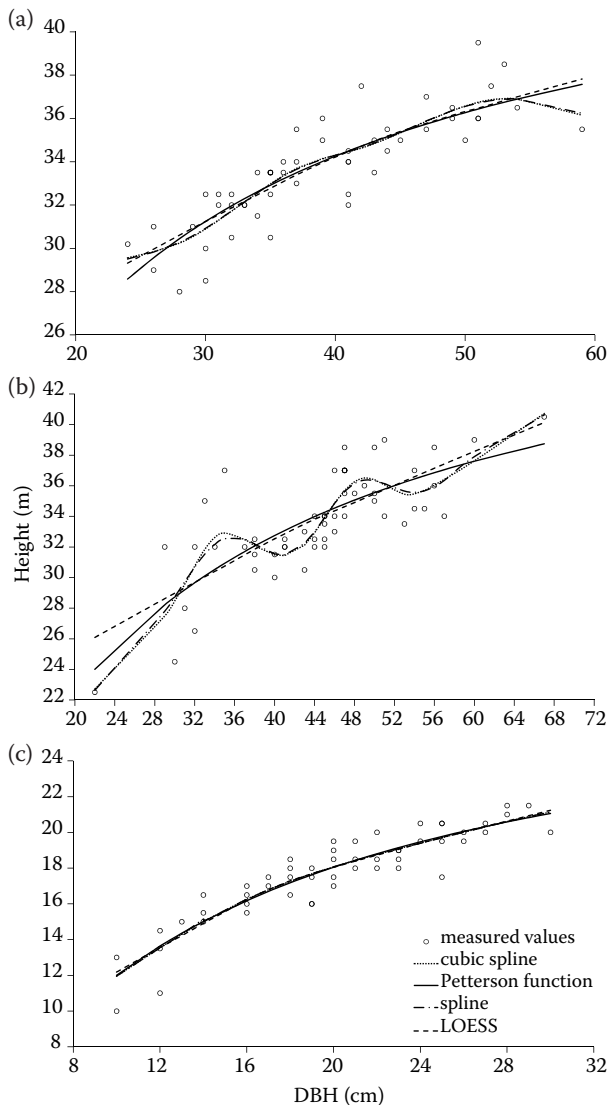 (a)
40
38
36
34
32
30
28
26
20 30 40 50 60
(b)
42
40
38
36
34
32
30
28
26
24
22
20 24 28 32 36 40 44 48 52 56 60 64 68 72
Height (m)
(c)
24
22
20
18
16
14
12
10
8
8 12 16 20 24 28 32
measured values
cubic spline
Petterson function
spline
LOESS
DBH (cm)